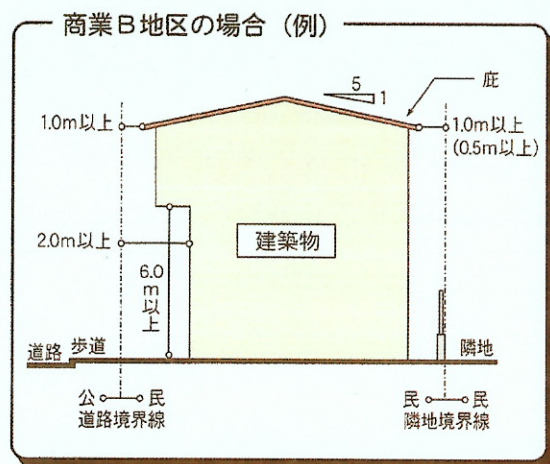 商業B地区の場合（例）
5
1
庇
1.0m以上
1.0m以上
(0.5m以上)
2.0m以上
建築物
6.0m以上
道路 歩道
隣地
公 民
道路境界線
民 民
隣地境界線